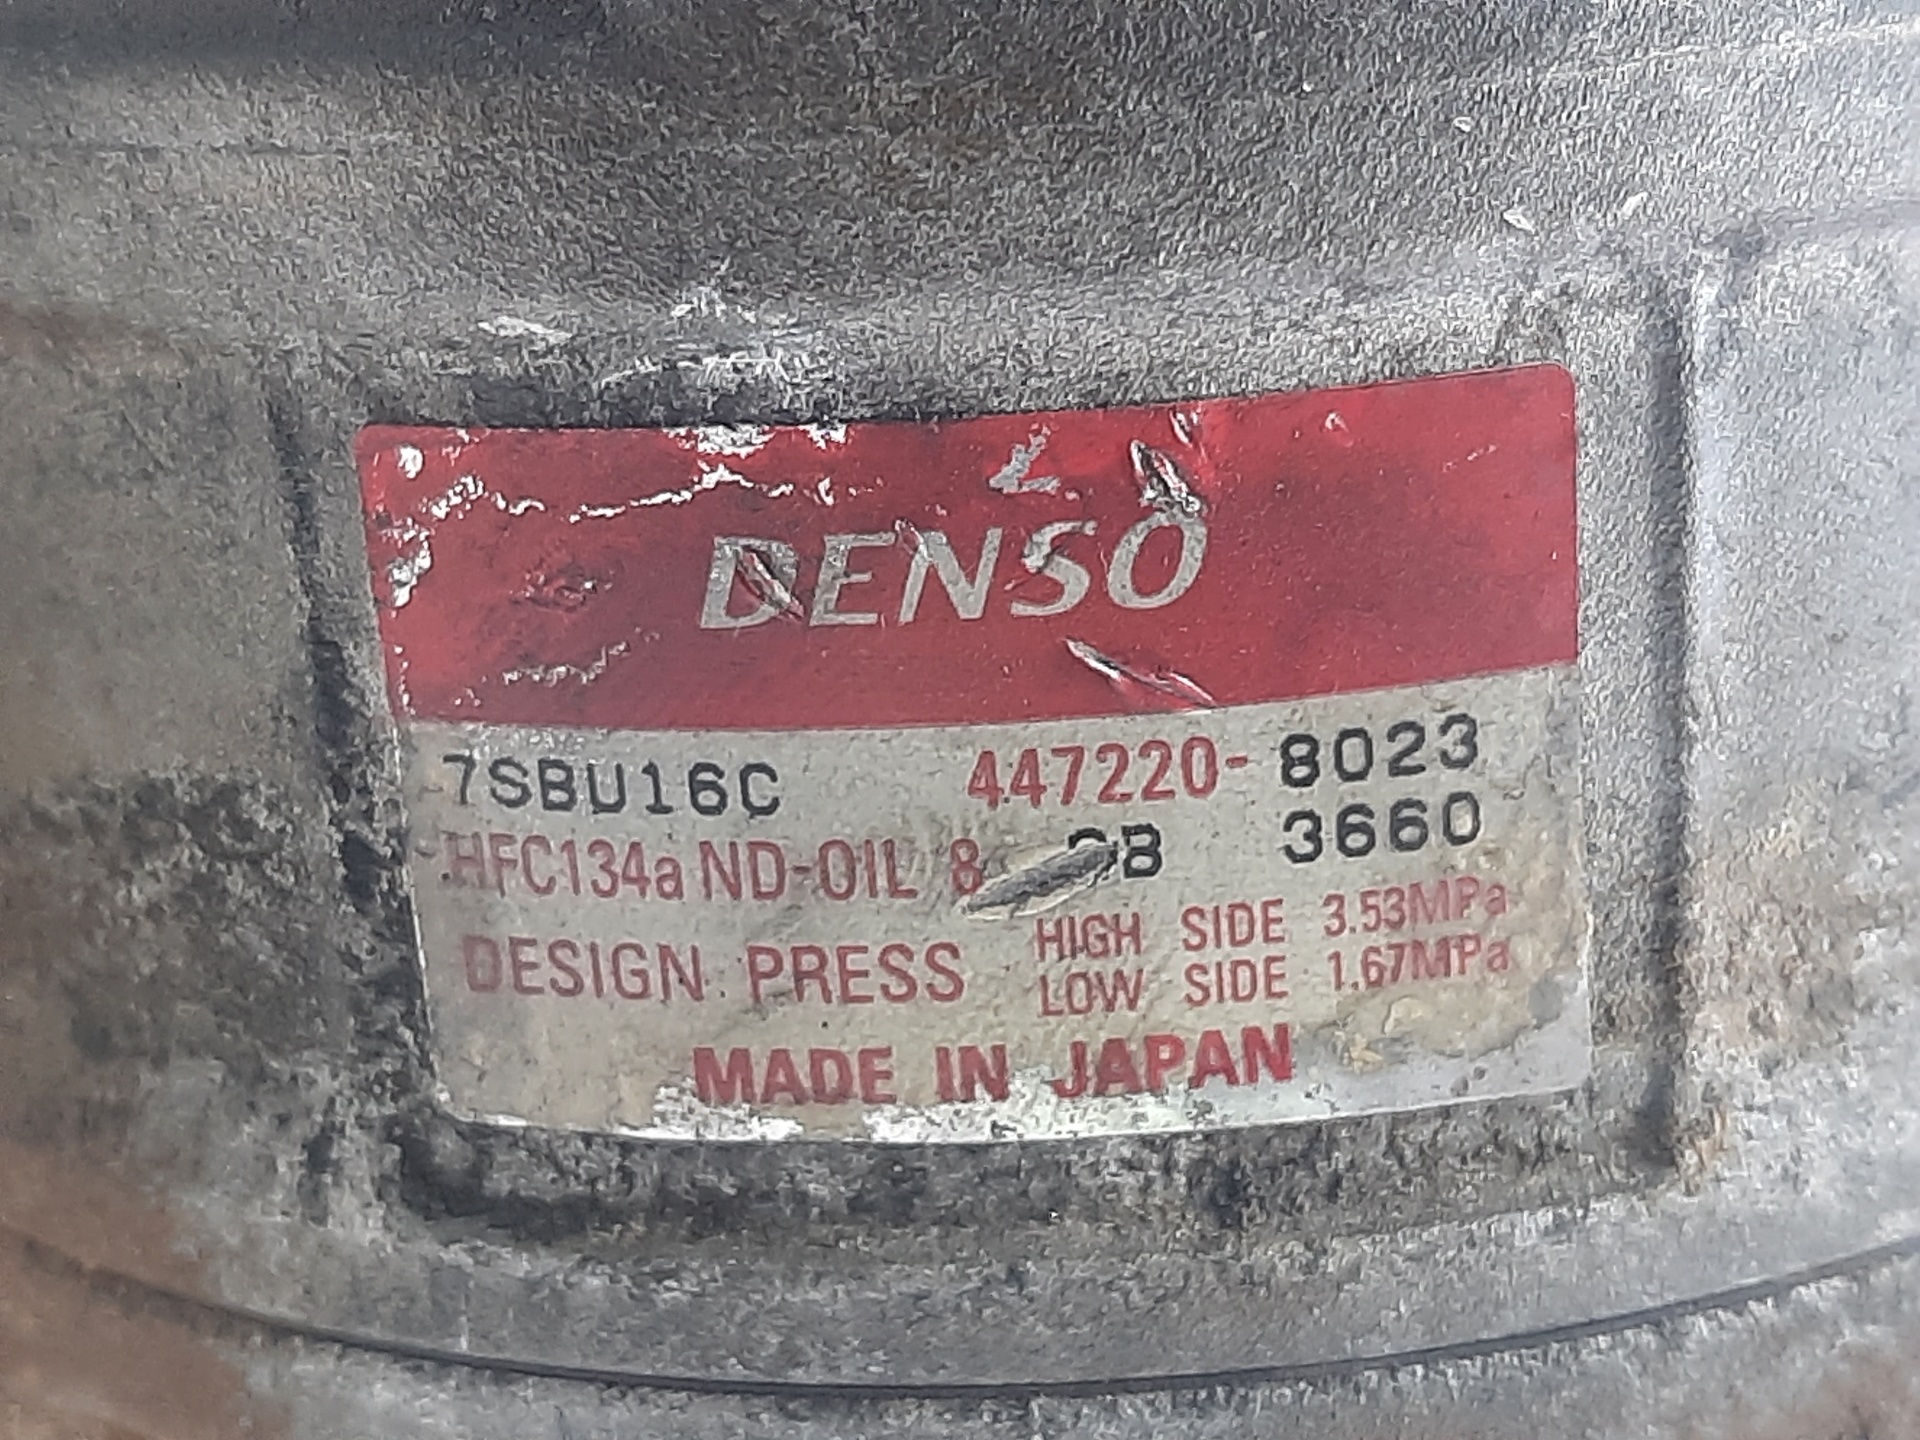 DENSO
7SBU16C 447220-8023
HFC134a ND-OIL 8 3660
DESIGN PRESS HIGH SIDE 3.53MPa
LOW SIDE 1.67MPa
MADE IN JAPAN